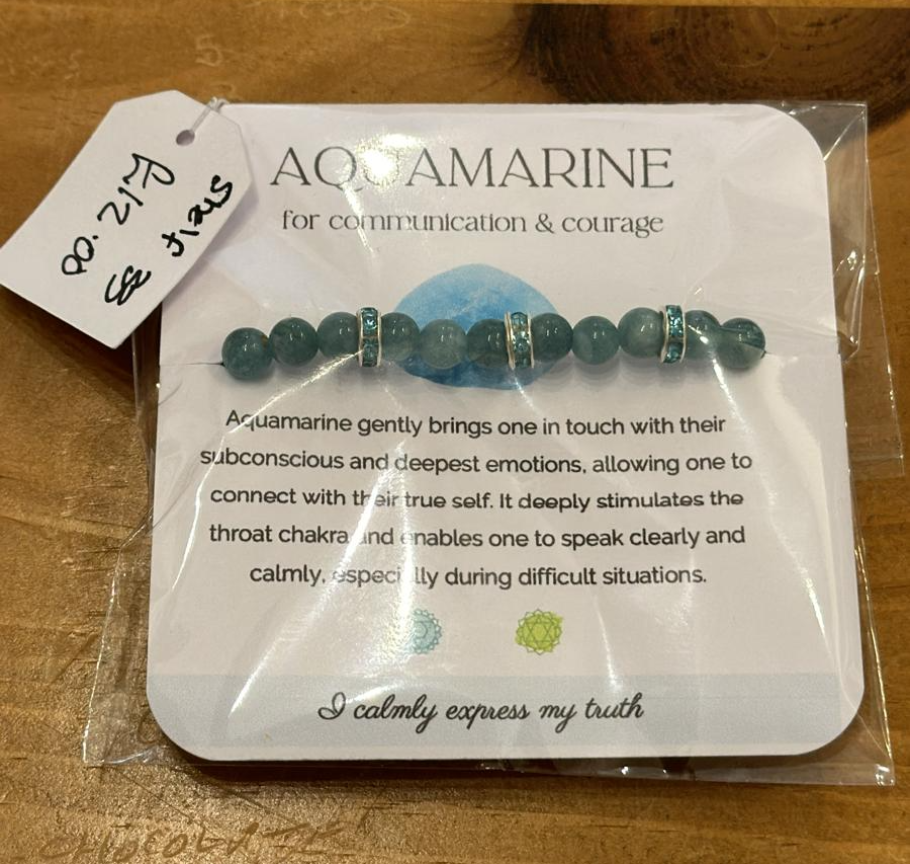 AQUAMARINE
for communication & courage
Aquamarine gently brings one in touch with their
subconscious and deepest emotions, allowing one to
connect with their true self. It deeply stimulates the
throat chakra and enables one to speak clearly and
calmly, especially during difficult situations.
I calmly express my truth